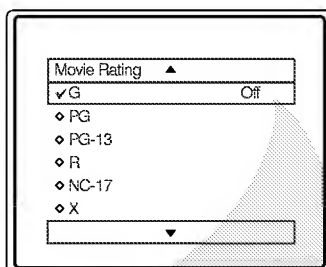 Movie Rating ▲
✓G Off
◇ PG
◇ PG-13
◇ R
◇ NC-17
◇ X
▼